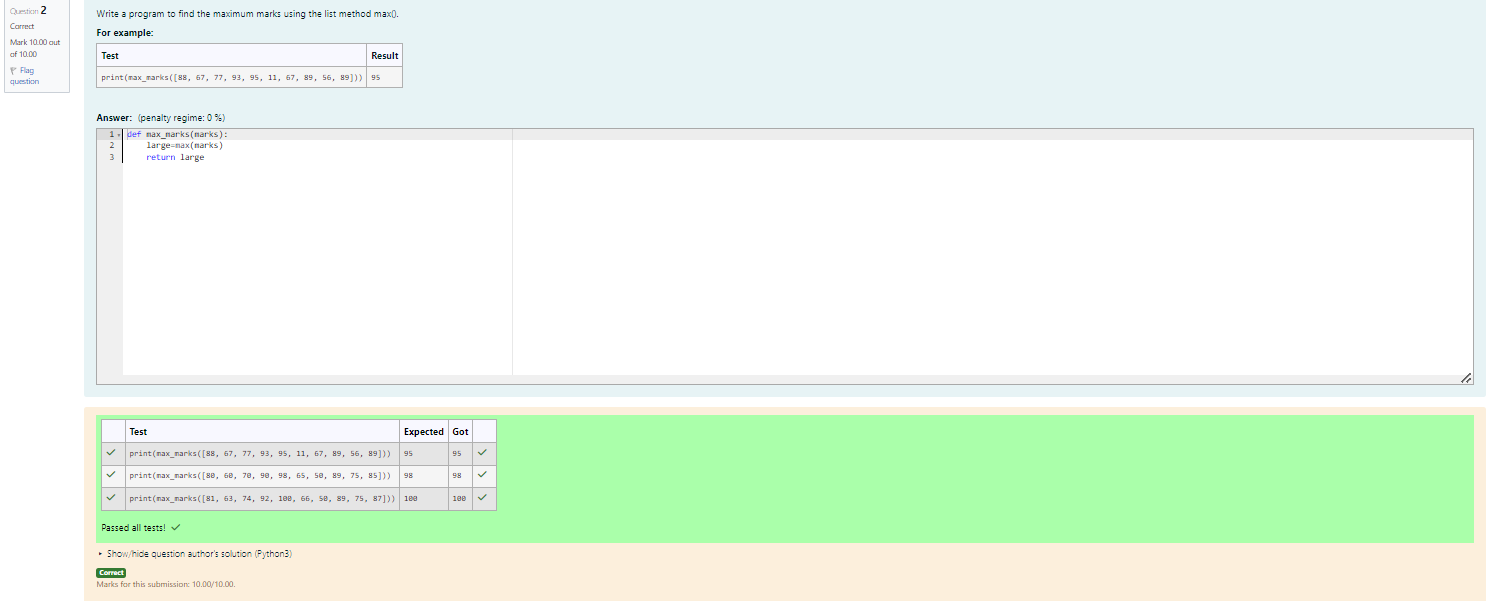 Question 2
Correct
Mark 10.00 out
of 10.00
Flag
question
Write a program to find the maximum marks using the list method max().
For example:
Test Result
print(max_marks([88, 67, 77, 93, 95, 11, 67, 89, 56, 89])) 95
Answer: (penalty regime: 0 %)
1 def max_marks(marks):
2 large=max(marks)
3 return large
Test Expected Got
print(max_marks([88, 67, 77, 93, 95, 11, 67, 89, 56, 89])) 95 95
print(max_marks([80, 60, 70, 90, 98, 65, 50, 89, 75, 85])) 98 98
print(max_marks([81, 63, 74, 92, 100, 66, 50, 89, 75, 87])) 100 100
Passed all tests!
Show/hide question author's solution (Python3)
Correct
Marks for this submission: 10.00/10.00.